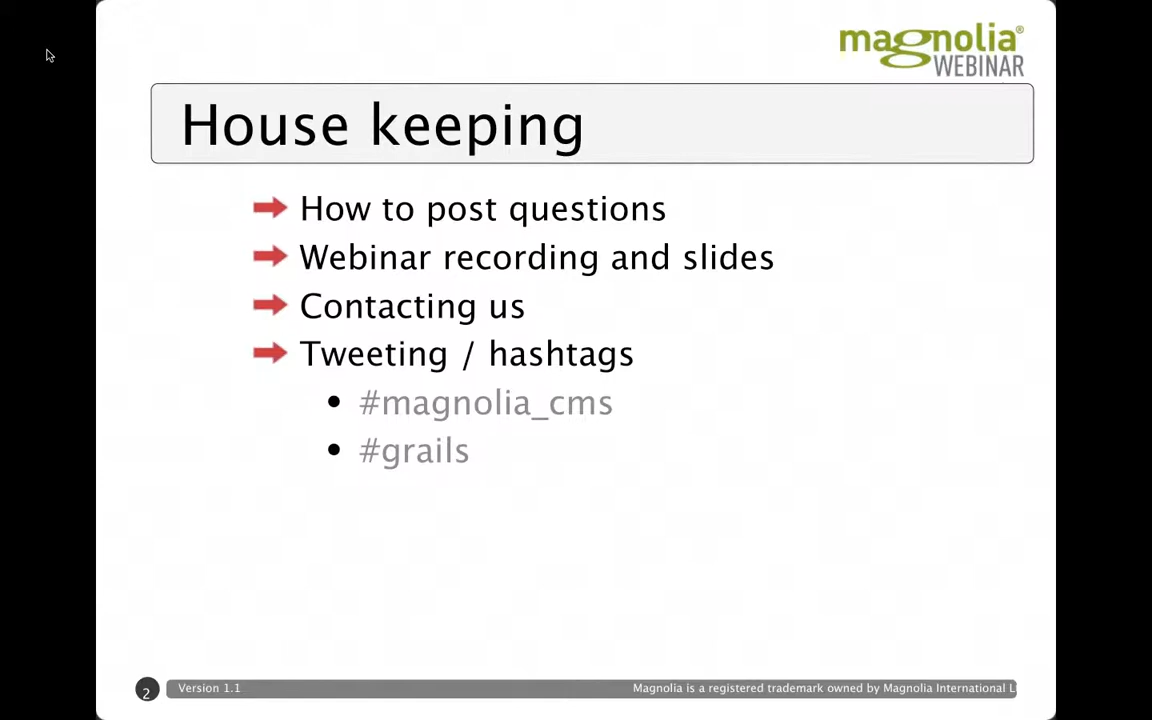 magnolia®
WEBINAR
House keeping
How to post questions
Webinar recording and slides
Contacting us
Tweeting / hashtags
#magnolia_cms
#grails
2
Version 1.1
Magnolia is a registered trademark owned by Magnolia International